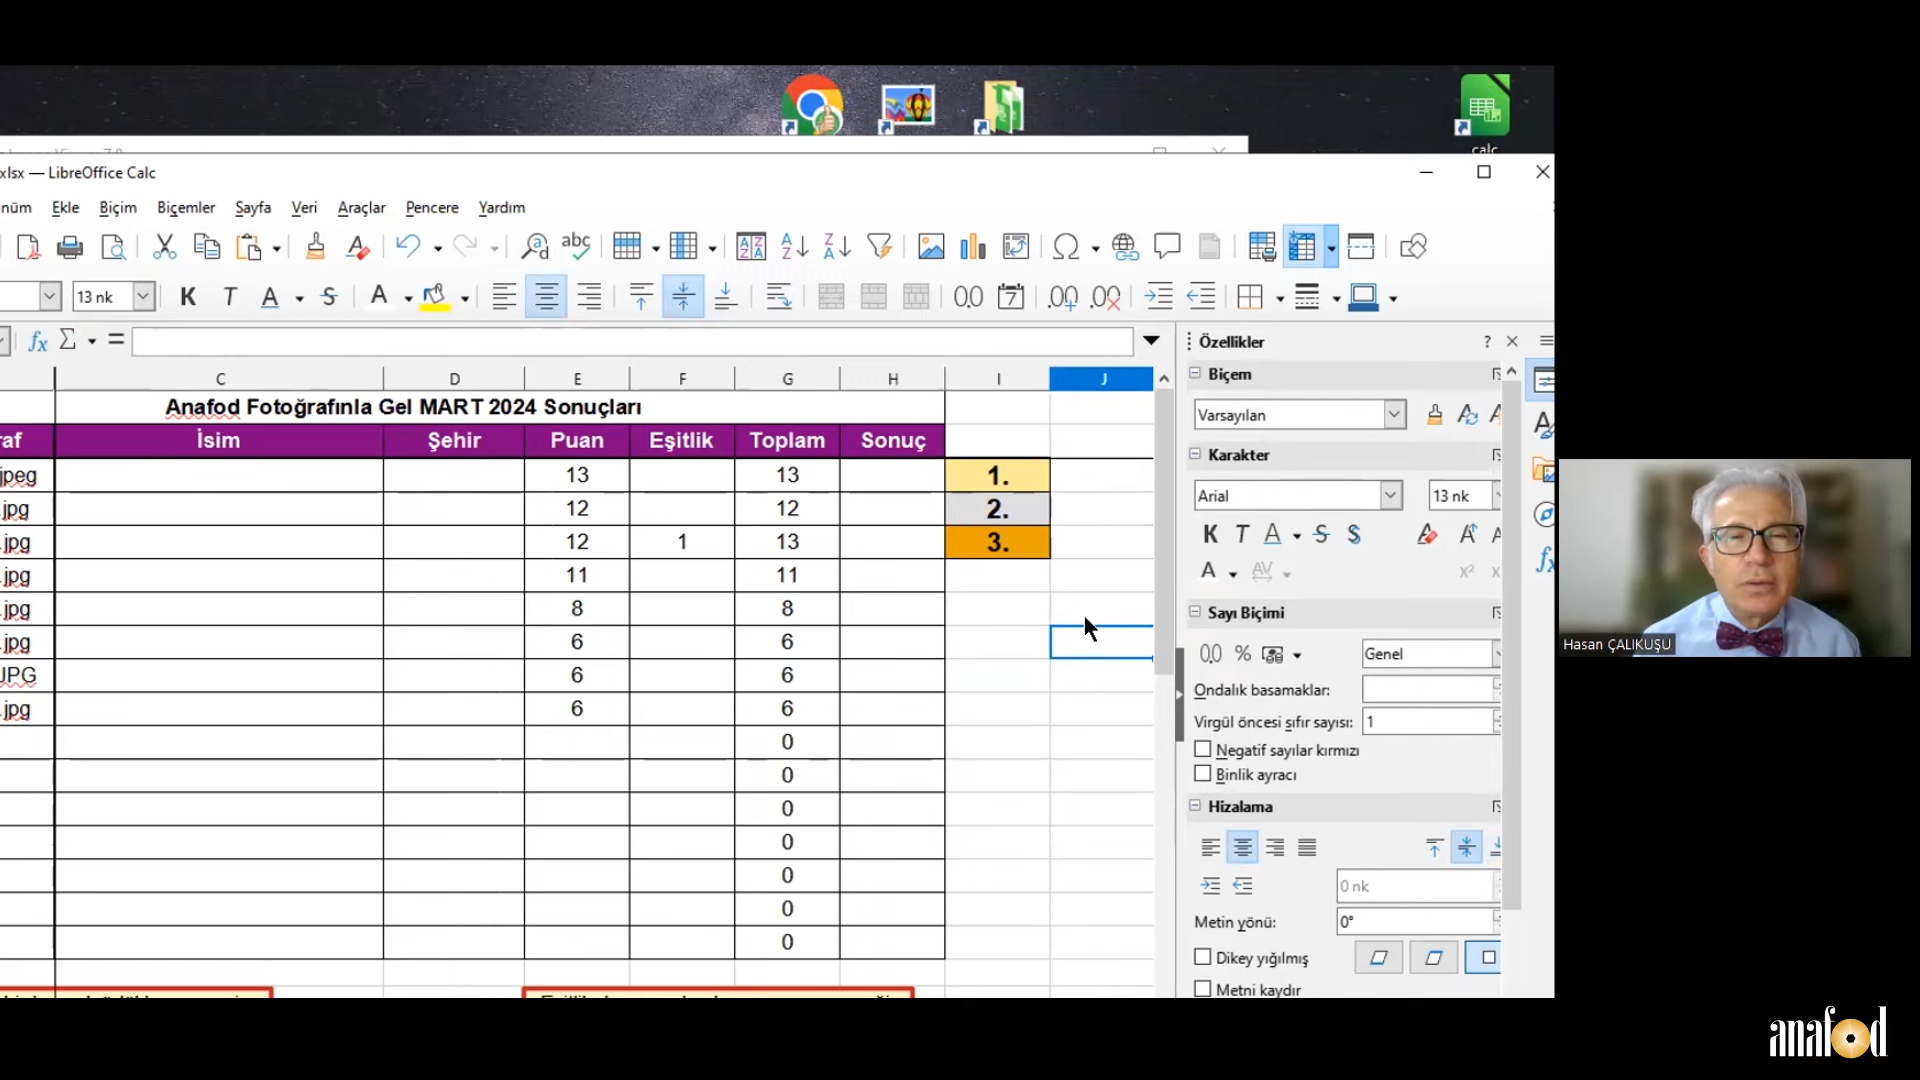 calc
xlsx — LibreOffice Calc
nüm Ekle Biçim Biçemler Sayfa Veri Araçlar Pencere Yardım
13 nk K T A S A
fx Σ =
Özellikler
Biçem
Varsayılan
Karakter
Arial 13 nk
K T A S S
Sayı Biçimi
0,0 % Genel
Ondalık basamaklar:
Virgül öncesi sıfır sayısı: 1
Negatif sayılar kırmızı
Binlik ayracı
Hizalama
0 nk
Metin yönü: 0°
Dikey yığılmış
Metni kaydır
C D E F G H I J
Anafod Fotoğrafınla Gel MART 2024 Sonuçları
raf İsim Şehir Puan Eşitlik Toplam Sonuç
jpeg 13 13 1.
.jpg 12 12 2.
.jpg 12 1 13 3.
.jpg 11 11
.jpg 8 8
.jpg 6 6
JPG 6 6
.jpg 6 6
0
0
0
0
0
0
0
Hasan ÇALIKUŞU
anafod